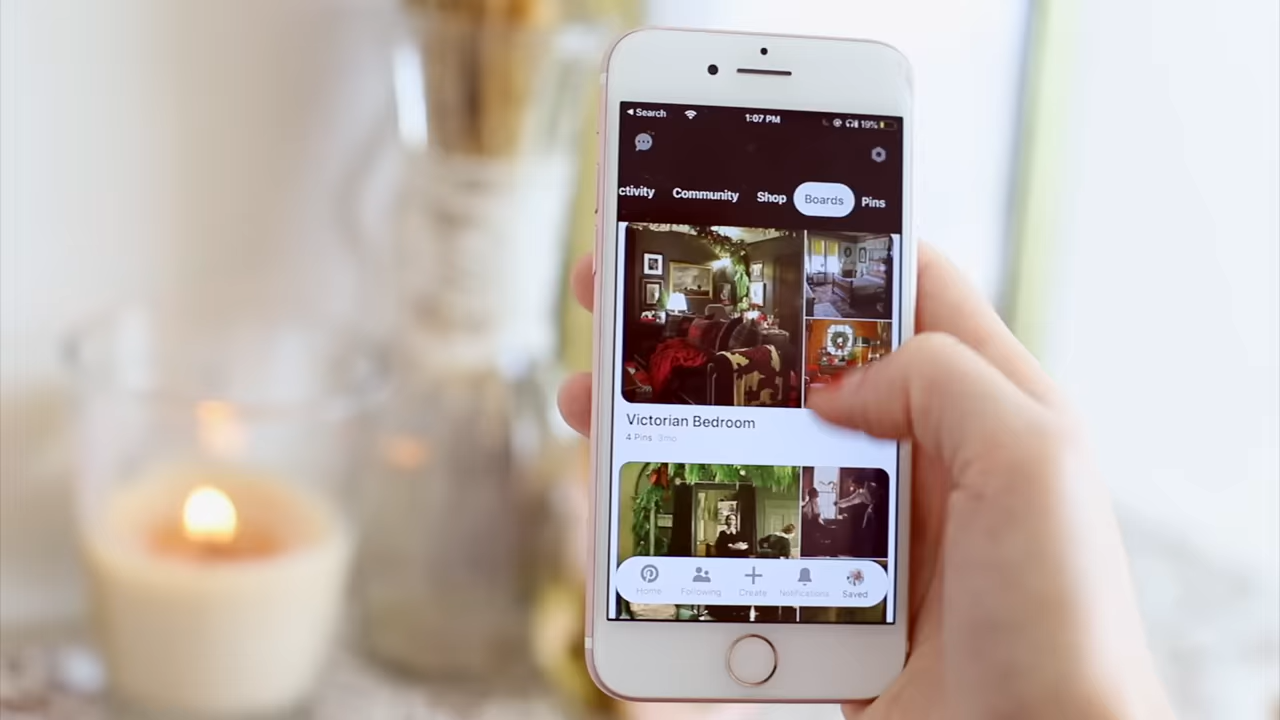 Search 1:07 PM 19%
ctivity Community Shop Boards Pins
Victorian Bedroom
4 Pins 3mo
Home Following Create Notifications Saved